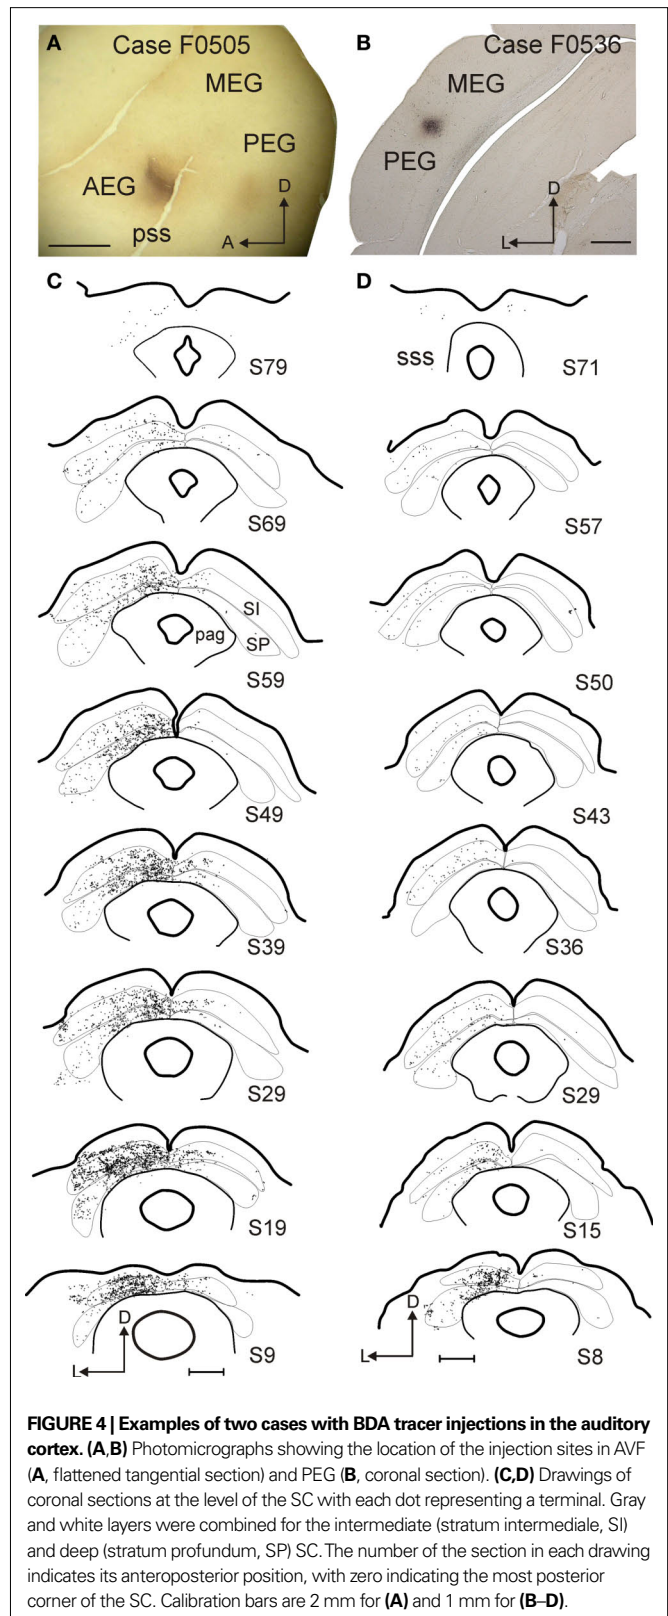 A Case F0505
MEG
PEG
AEG
D
A
pss
B Case F0536
MEG
PEG
D
L
C
S79
S69
SI
pag
SP
S59
S49
S39
S29
S19
D
L
S9
D
sss
S71
S57
S50
S43
S36
S29
S15
D
L
S8
FIGURE 4 | Examples of two cases with BDA tracer injections in the auditory
cortex. (A,B) Photomicrographs showing the location of the injection sites in AVF
(A, flattened tangential section) and PEG (B, coronal section). (C,D) Drawings of
coronal sections at the level of the SC with each dot representing a terminal. Gray
and white layers were combined for the intermediate (stratum intermediale, SI)
and deep (stratum profundum, SP) SC. The number of the section in each drawing
indicates its anteroposterior position, with zero indicating the most posterior
corner of the SC. Calibration bars are 2 mm for (A) and 1 mm for (B–D).